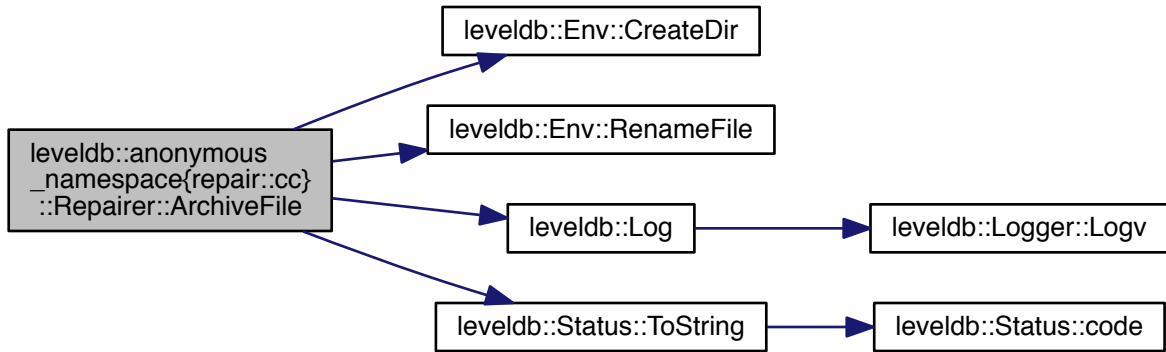 leveldb::Env::CreateDir
leveldb::Env::RenameFile
leveldb::anonymous
_namespace{repair::cc}
::Repairer::ArchiveFile
leveldb::Log
leveldb::Logger::Logv
leveldb::Status::ToString
leveldb::Status::code